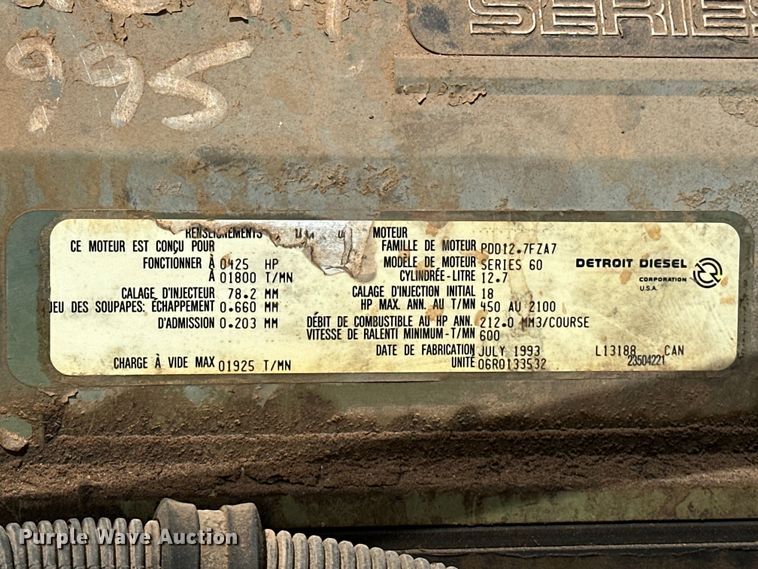 SERIES
995
RENSEIGNEMENTS MOTEUR
CE MOTEUR EST CONÇU POUR
FONCTIONNER À 0425 HP
À 01800 T/MN
CALAGE D'INJECTEUR 78.2 MM
JEU DES SOUPAPES: ÉCHAPPEMENT 0.660 MM
D'ADMISSION 0.203 MM
CHARGE À VIDE MAX 01925 T/MN
FAMILLE DE MOTEUR PDD12.7FZA7
MODÈLE DE MOTEUR SERIES 60
CYLINDRÉE-LITRE 12.7
CALAGE D'INJECTION INITIAL 18
HP MAX. ANN. AU T/MN 450 AU 2100
DÉBIT DE COMBUSTIBLE AU HP ANN. 212.0 MM3/COURSE
VITESSE DE RALENTI MINIMUM-T/MN 600
DATE DE FABRICATION JULY 1993 L13188 CAN
UNITÉ 06R0133532 23504221
DETROIT DIESEL
CORPORATION
U.S.A.
Purple Wave Auction